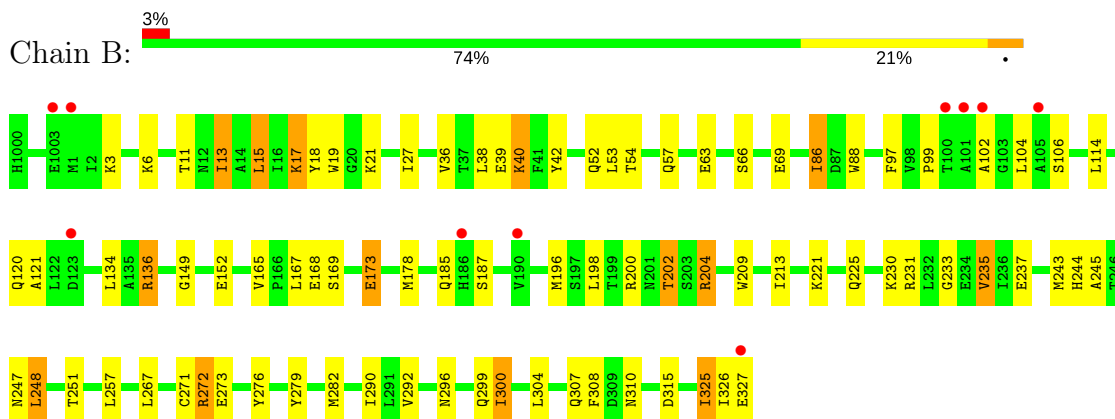 3%
Chain B:
74% 21% •
H1000 E1003 M1 I2 K3 K6 T11 N12 I13 A14 L15 I16 K17 Y18 W19 G20 K21 I27 V36 T37 L38 E39 K40 F41 Y42 Q52 L53 T54 Q57 E63 S66 E69 I86 D87 W88 F97 V98 P99 T100 A101 A102 G103 L104 A105 S106 L114
Q120 A121 L122 D123 L134 A135 R136 G149 E152 V165 P166 L167 E168 S169 E173 M178 Q185 H186 S187 V190 M196 S197 L198 T199 R200 N201 T202 S203 R204 W209 I213 K221 Q225 K230 R231 L232 G233 E234 V235 I236 E237 M243 H244 A245 T246
N247 L248 T251 L257 L267 C271 R272 E273 Y276 Y279 M282 I290 L291 V292 N296 Q299 I300 L304 Q307 F308 D309 N310 D315 I325 I326 E327